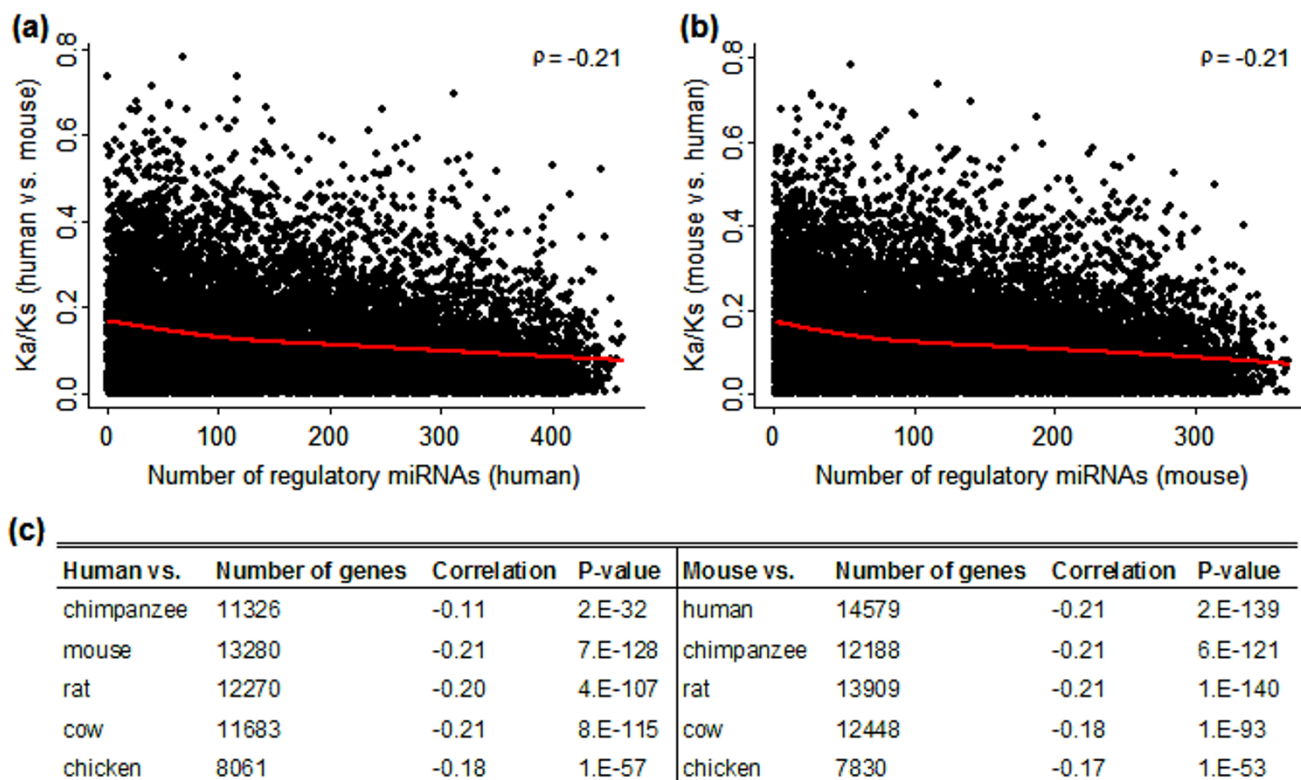 (a)
ρ = -0.21
Ka/Ks (human vs. mouse)
0.0 0.2 0.4 0.6 0.8
0 100 200 300 400
Number of regulatory miRNAs (human)
(b)
ρ = -0.21
Ka/Ks (mouse vs. human)
0.0 0.2 0.4 0.6 0.8
0 100 200 300
Number of regulatory miRNAs (mouse)
(c)
Human vs. Number of genes Correlation P-value Mouse vs. Number of genes Correlation P-value
chimpanzee 11326 -0.11 2.E-32 human 14579 -0.21 2.E-139
mouse 13280 -0.21 7.E-128 chimpanzee 12188 -0.21 6.E-121
rat 12270 -0.20 4.E-107 rat 13909 -0.21 1.E-140
cow 11683 -0.21 8.E-115 cow 12448 -0.18 1.E-93
chicken 8061 -0.18 1.E-57 chicken 7830 -0.17 1.E-53